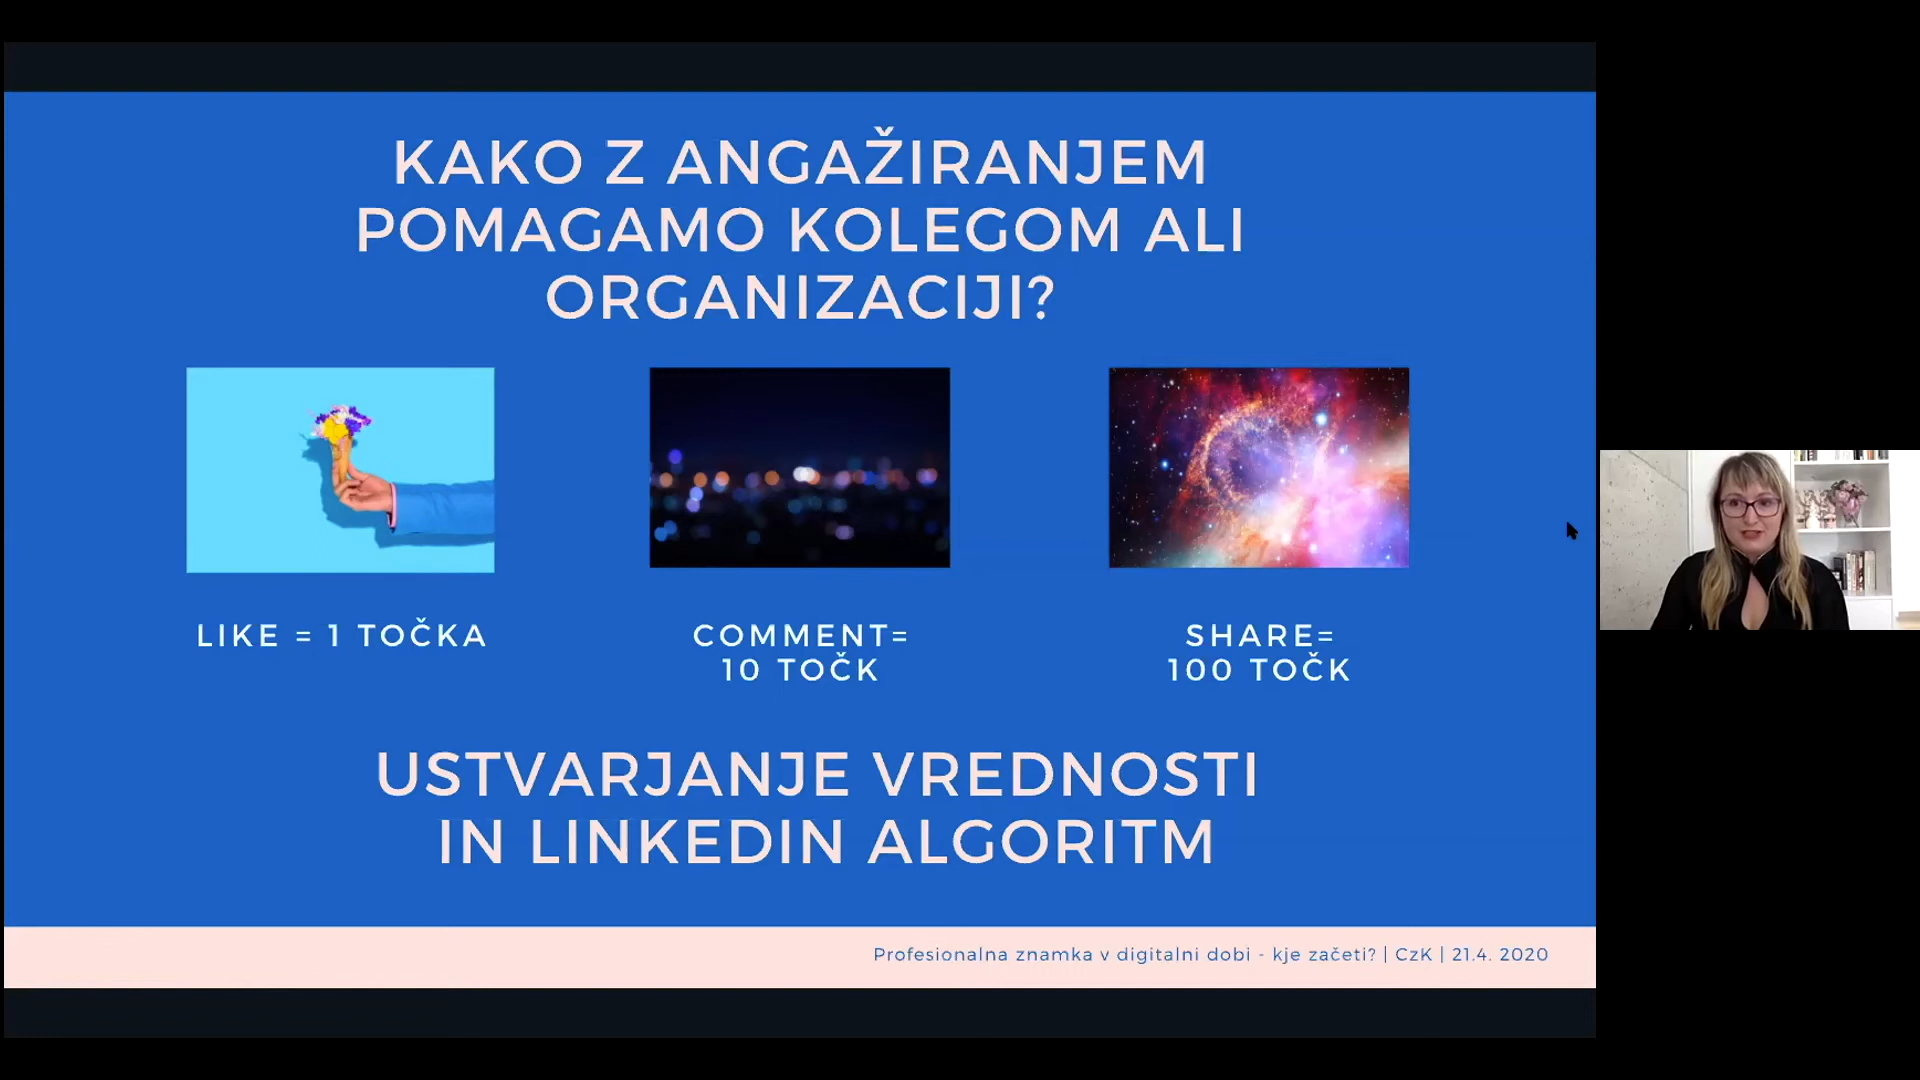 KAKO Z ANGAŽIRANJEM
POMAGAMO KOLEGOM ALI
ORGANIZACIJI?
LIKE = 1 TOČKA
COMMENT=
10 TOČK
SHARE=
100 TOČK
USTVARJANJE VREDNOSTI
IN LINKEDIN ALGORITM
Profesionalna znamka v digitalni dobi - kje začeti? | CzK | 21.4. 2020